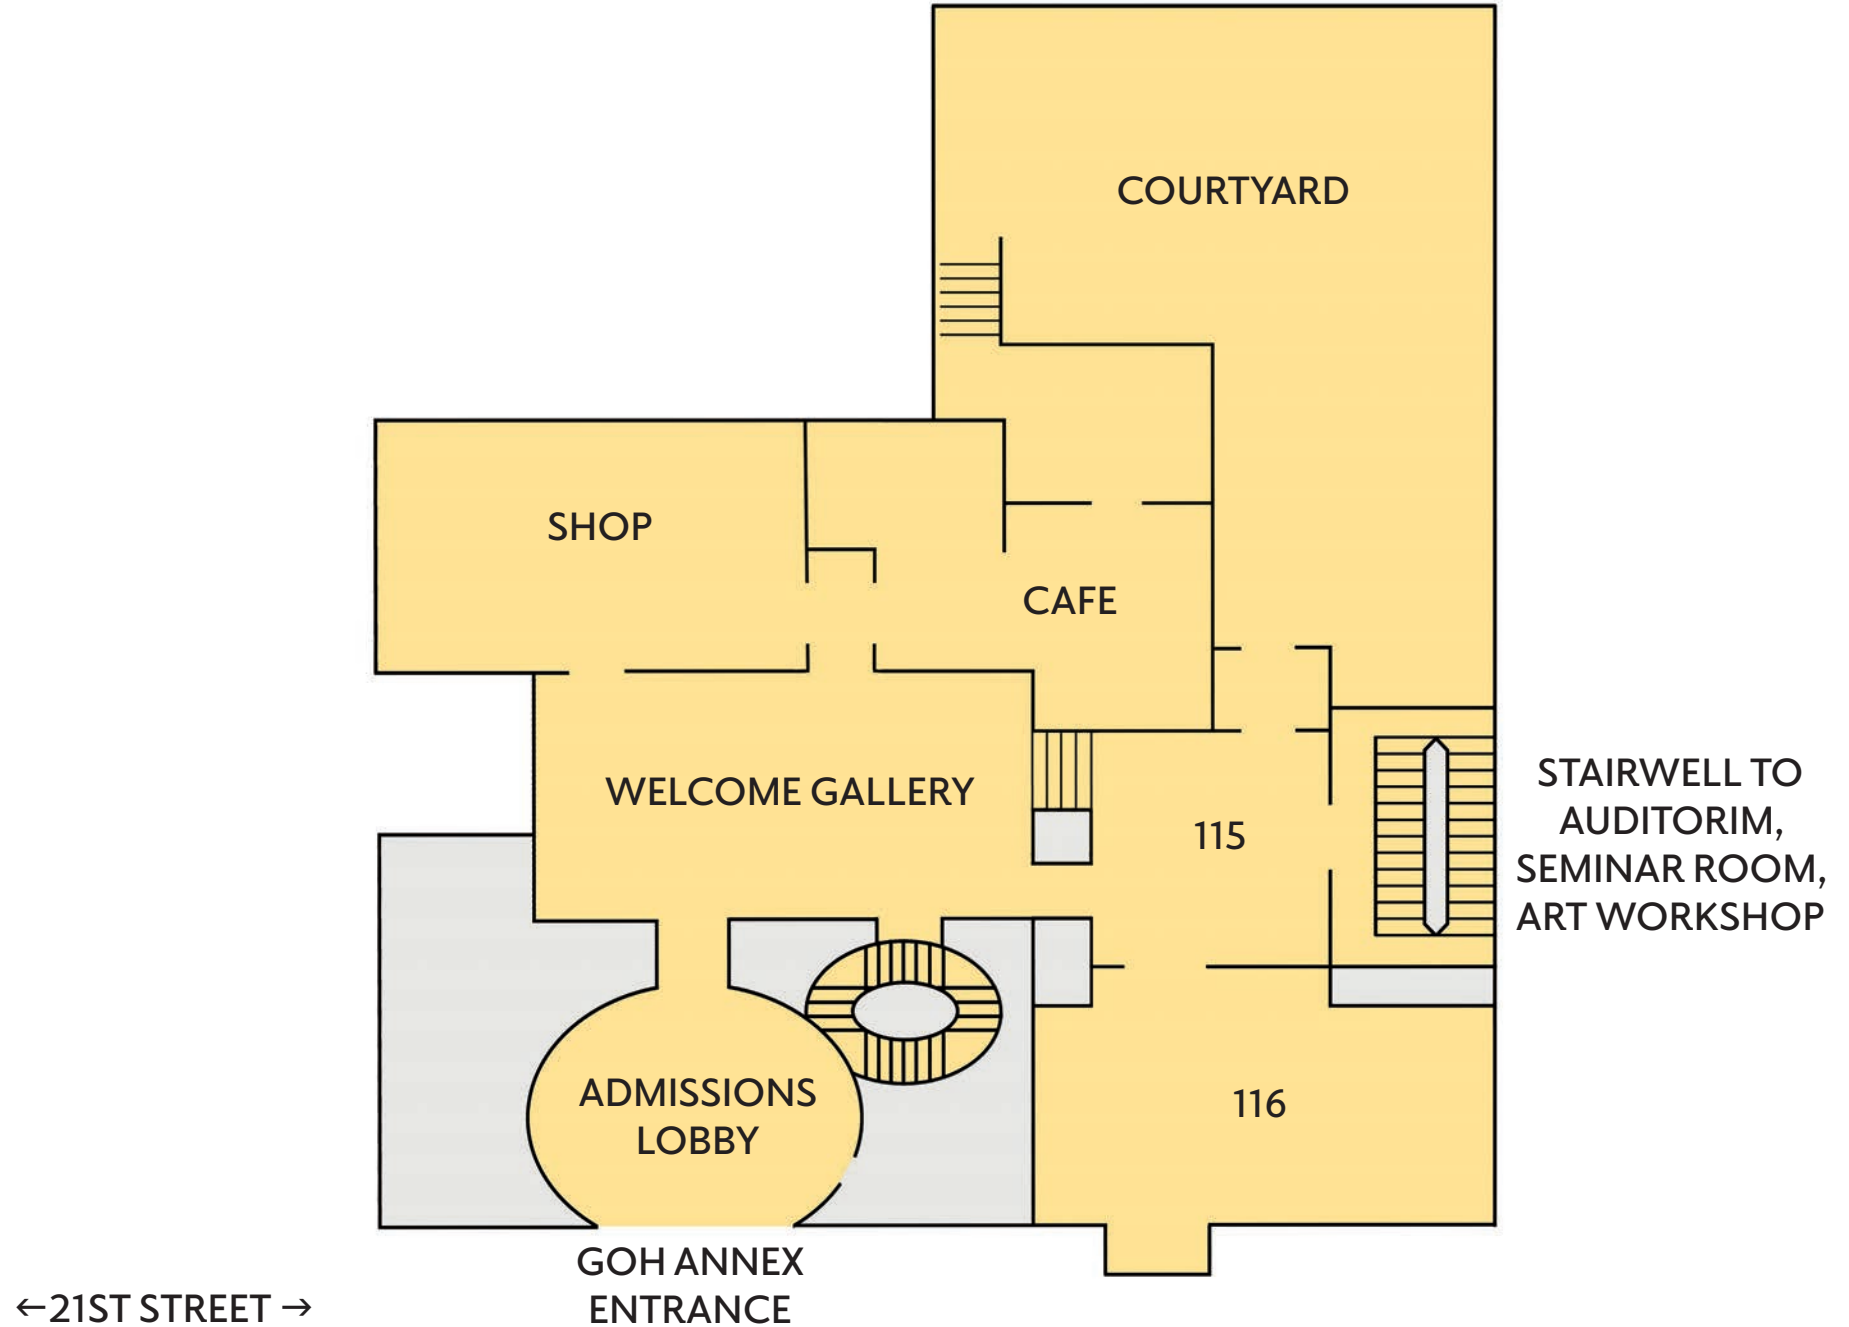 COURTYARD
SHOP
CAFE
WELCOME GALLERY
115
STAIRWELL TO
AUDITORIM,
SEMINAR ROOM,
ART WORKSHOP
ADMISSIONS
LOBBY
116
GOH ANNEX
ENTRANCE
←21ST STREET →